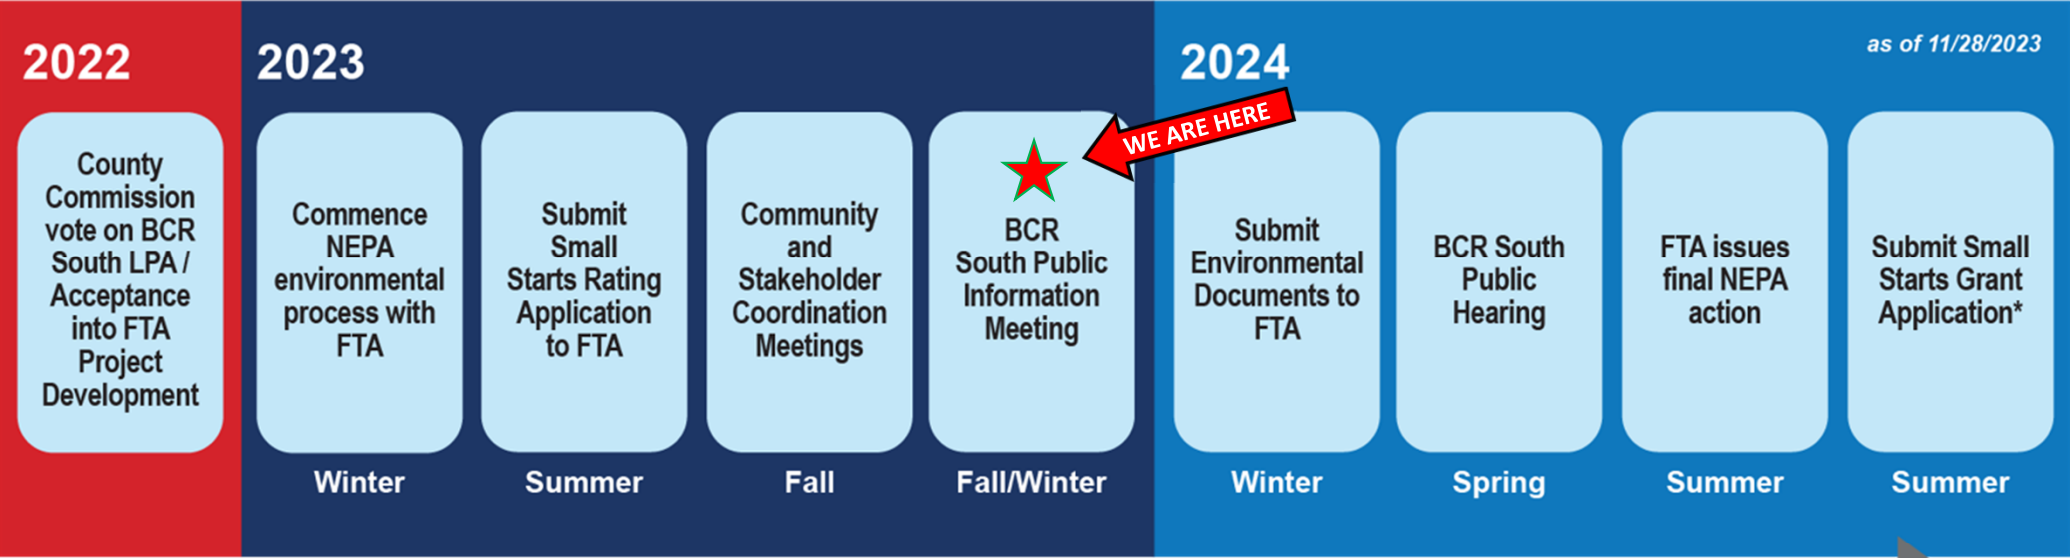 2022
2023
2024
as of 11/28/2023
County
Commission
vote on BCR
South LPA /
Acceptance
into FTA
Project
Development
Commence
NEPA
environmental
process with
FTA
Winter
Submit
Small
Starts Rating
Application
to FTA
Summer
Community
and
Stakeholder
Coordination
Meetings
Fall
WE ARE HERE
BCR
South Public
Information
Meeting
Fall/Winter
Submit
Environmental
Documents to
FTA
Winter
BCR South
Public
Hearing
Spring
FTA issues
final NEPA
action
Summer
Submit Small
Starts Grant
Application*
Summer